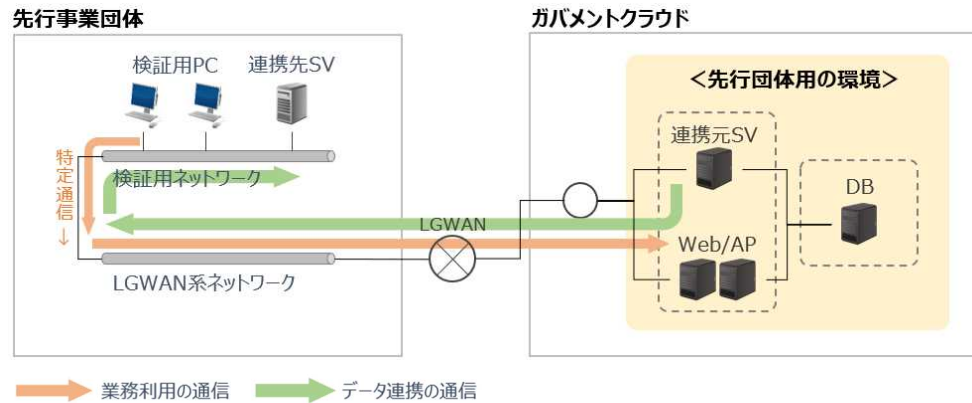 先行事業団体
ガバメントクラウド
検証用PC
連携先SV
＜先行団体用の環境＞
連携元SV
特定通信→
検証用ネットワーク
DB
LGWAN
Web/AP
LGWAN系ネットワーク
業務利用の通信
データ連携の通信